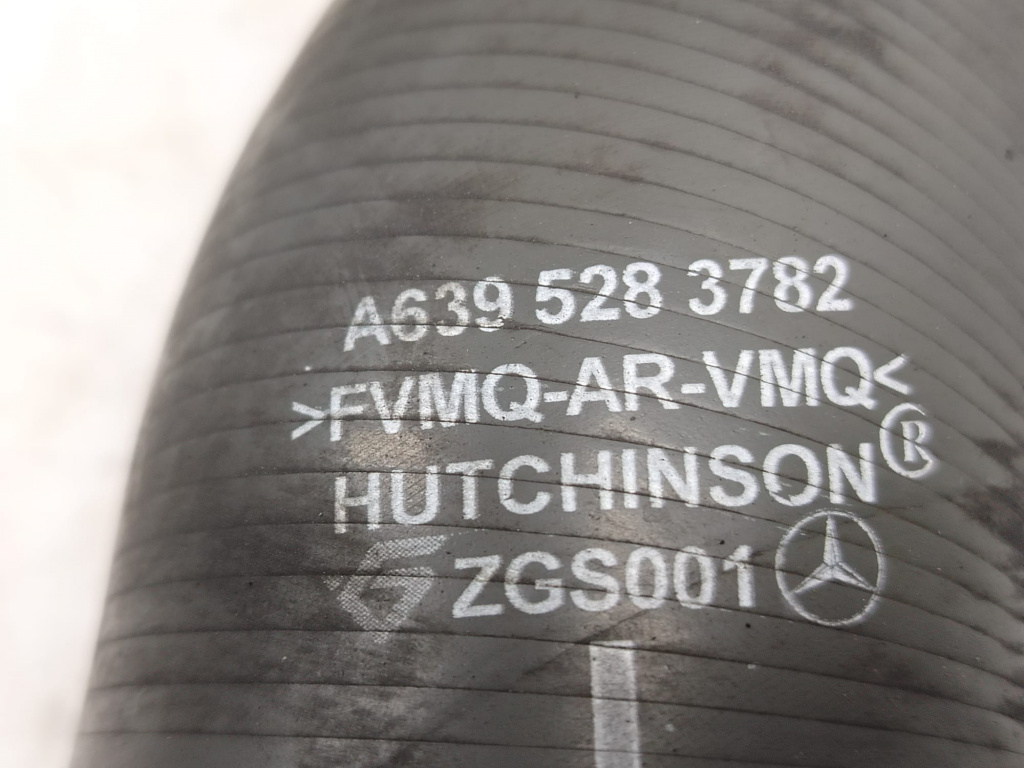 A639 528 3782
>FVMQ-AR-VMQ<
HUTCHINSON®
ZGS001